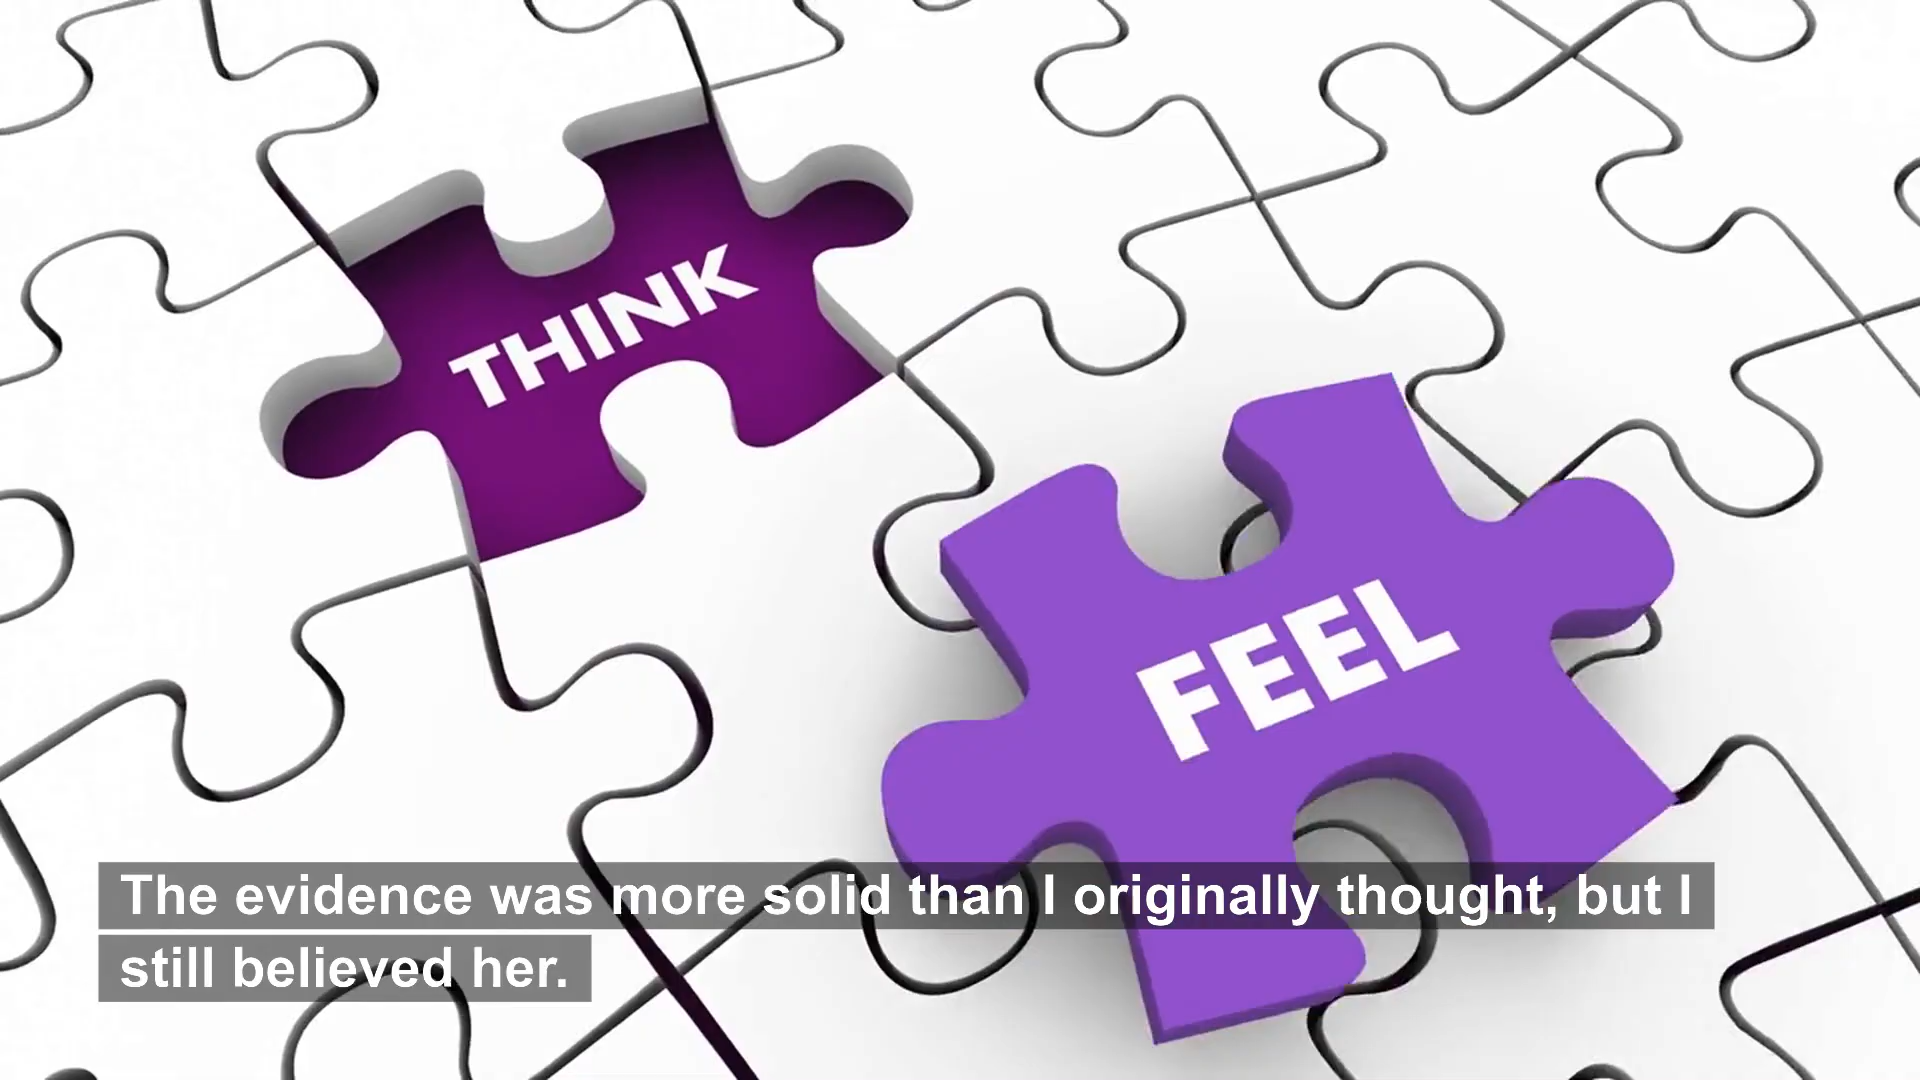 THINK
FEEL
The evidence was more solid than I originally thought, but I
still believed her.